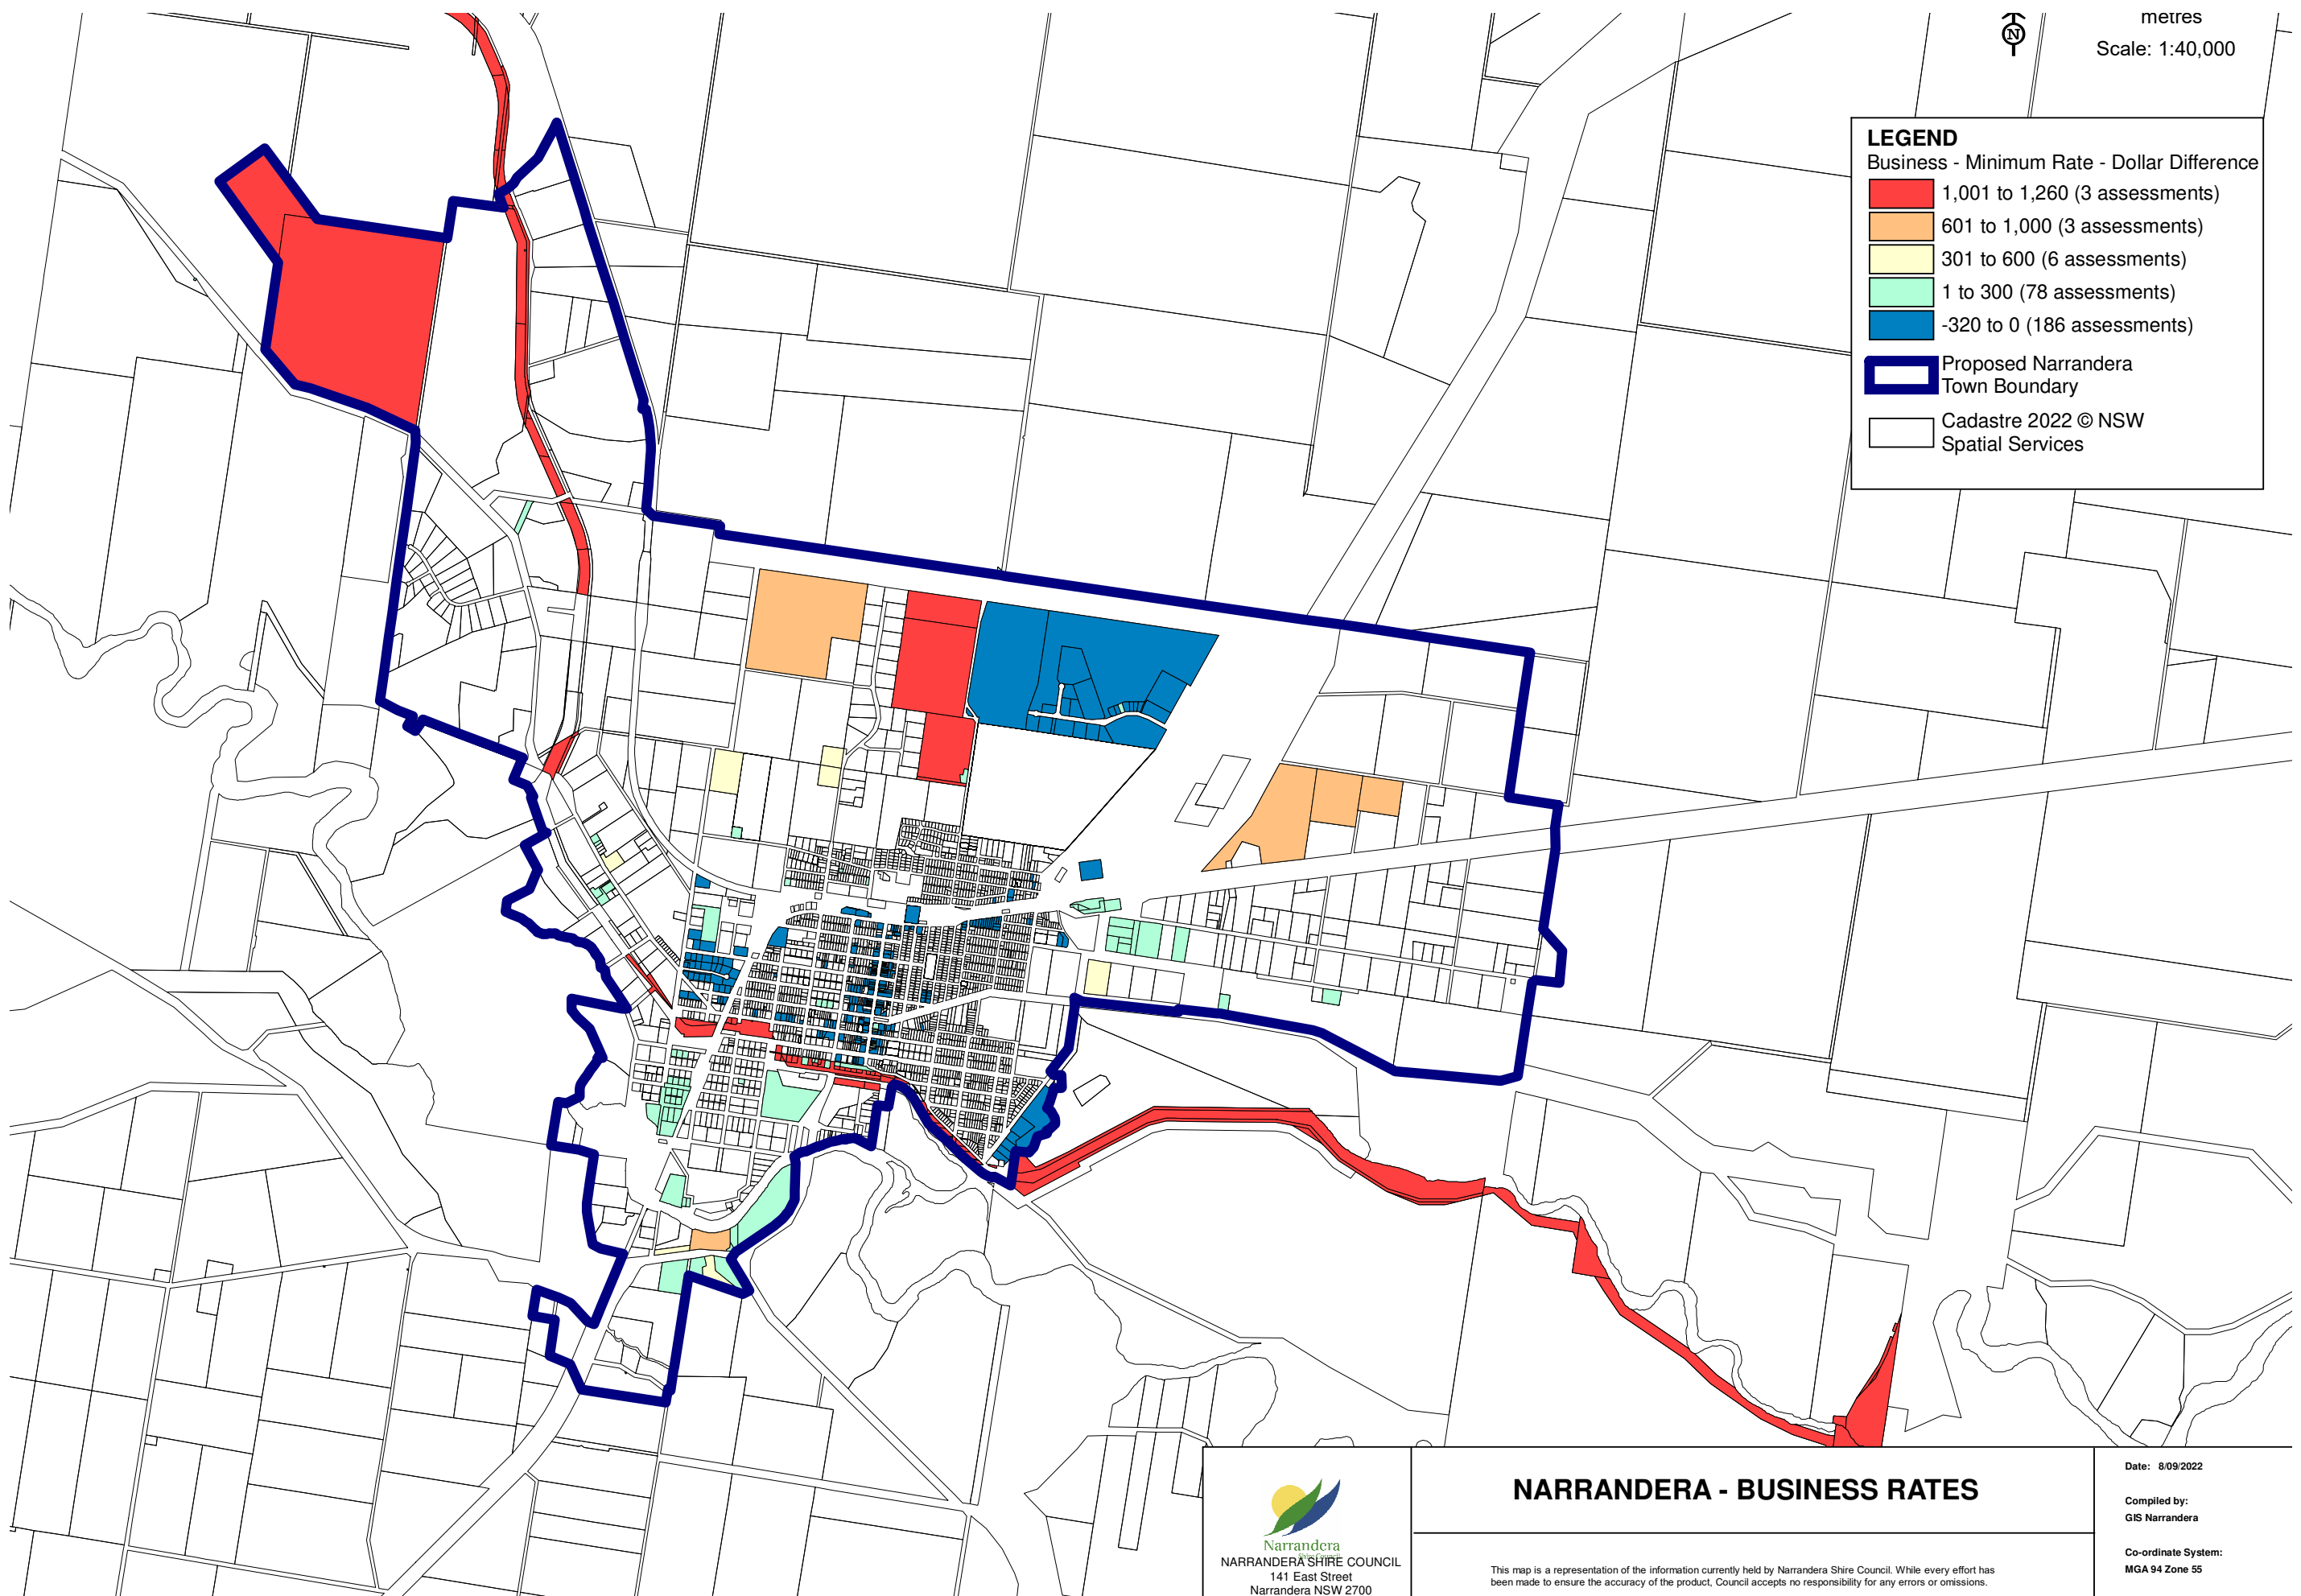 metres
N
Scale: 1:40,000
LEGEND
Business - Minimum Rate - Dollar Difference
1,001 to 1,260 (3 assessments)
601 to 1,000 (3 assessments)
301 to 600 (6 assessments)
1 to 300 (78 assessments)
-320 to 0 (186 assessments)
Proposed Narrandera
Town Boundary
Cadastre 2022 © NSW
Spatial Services
Narrandera
Shire Council
NARRANDERA SHIRE COUNCIL
141 East Street
Narrandera NSW 2700
NARRANDERA - BUSINESS RATES
This map is a representation of the information currently held by Narrandera Shire Council. While every effort has
been made to ensure the accuracy of the product, Council accepts no responsibility for any errors or omissions.
Date: 8/09/2022
Compiled by:
GIS Narrandera
Co-ordinate System:
MGA 94 Zone 55